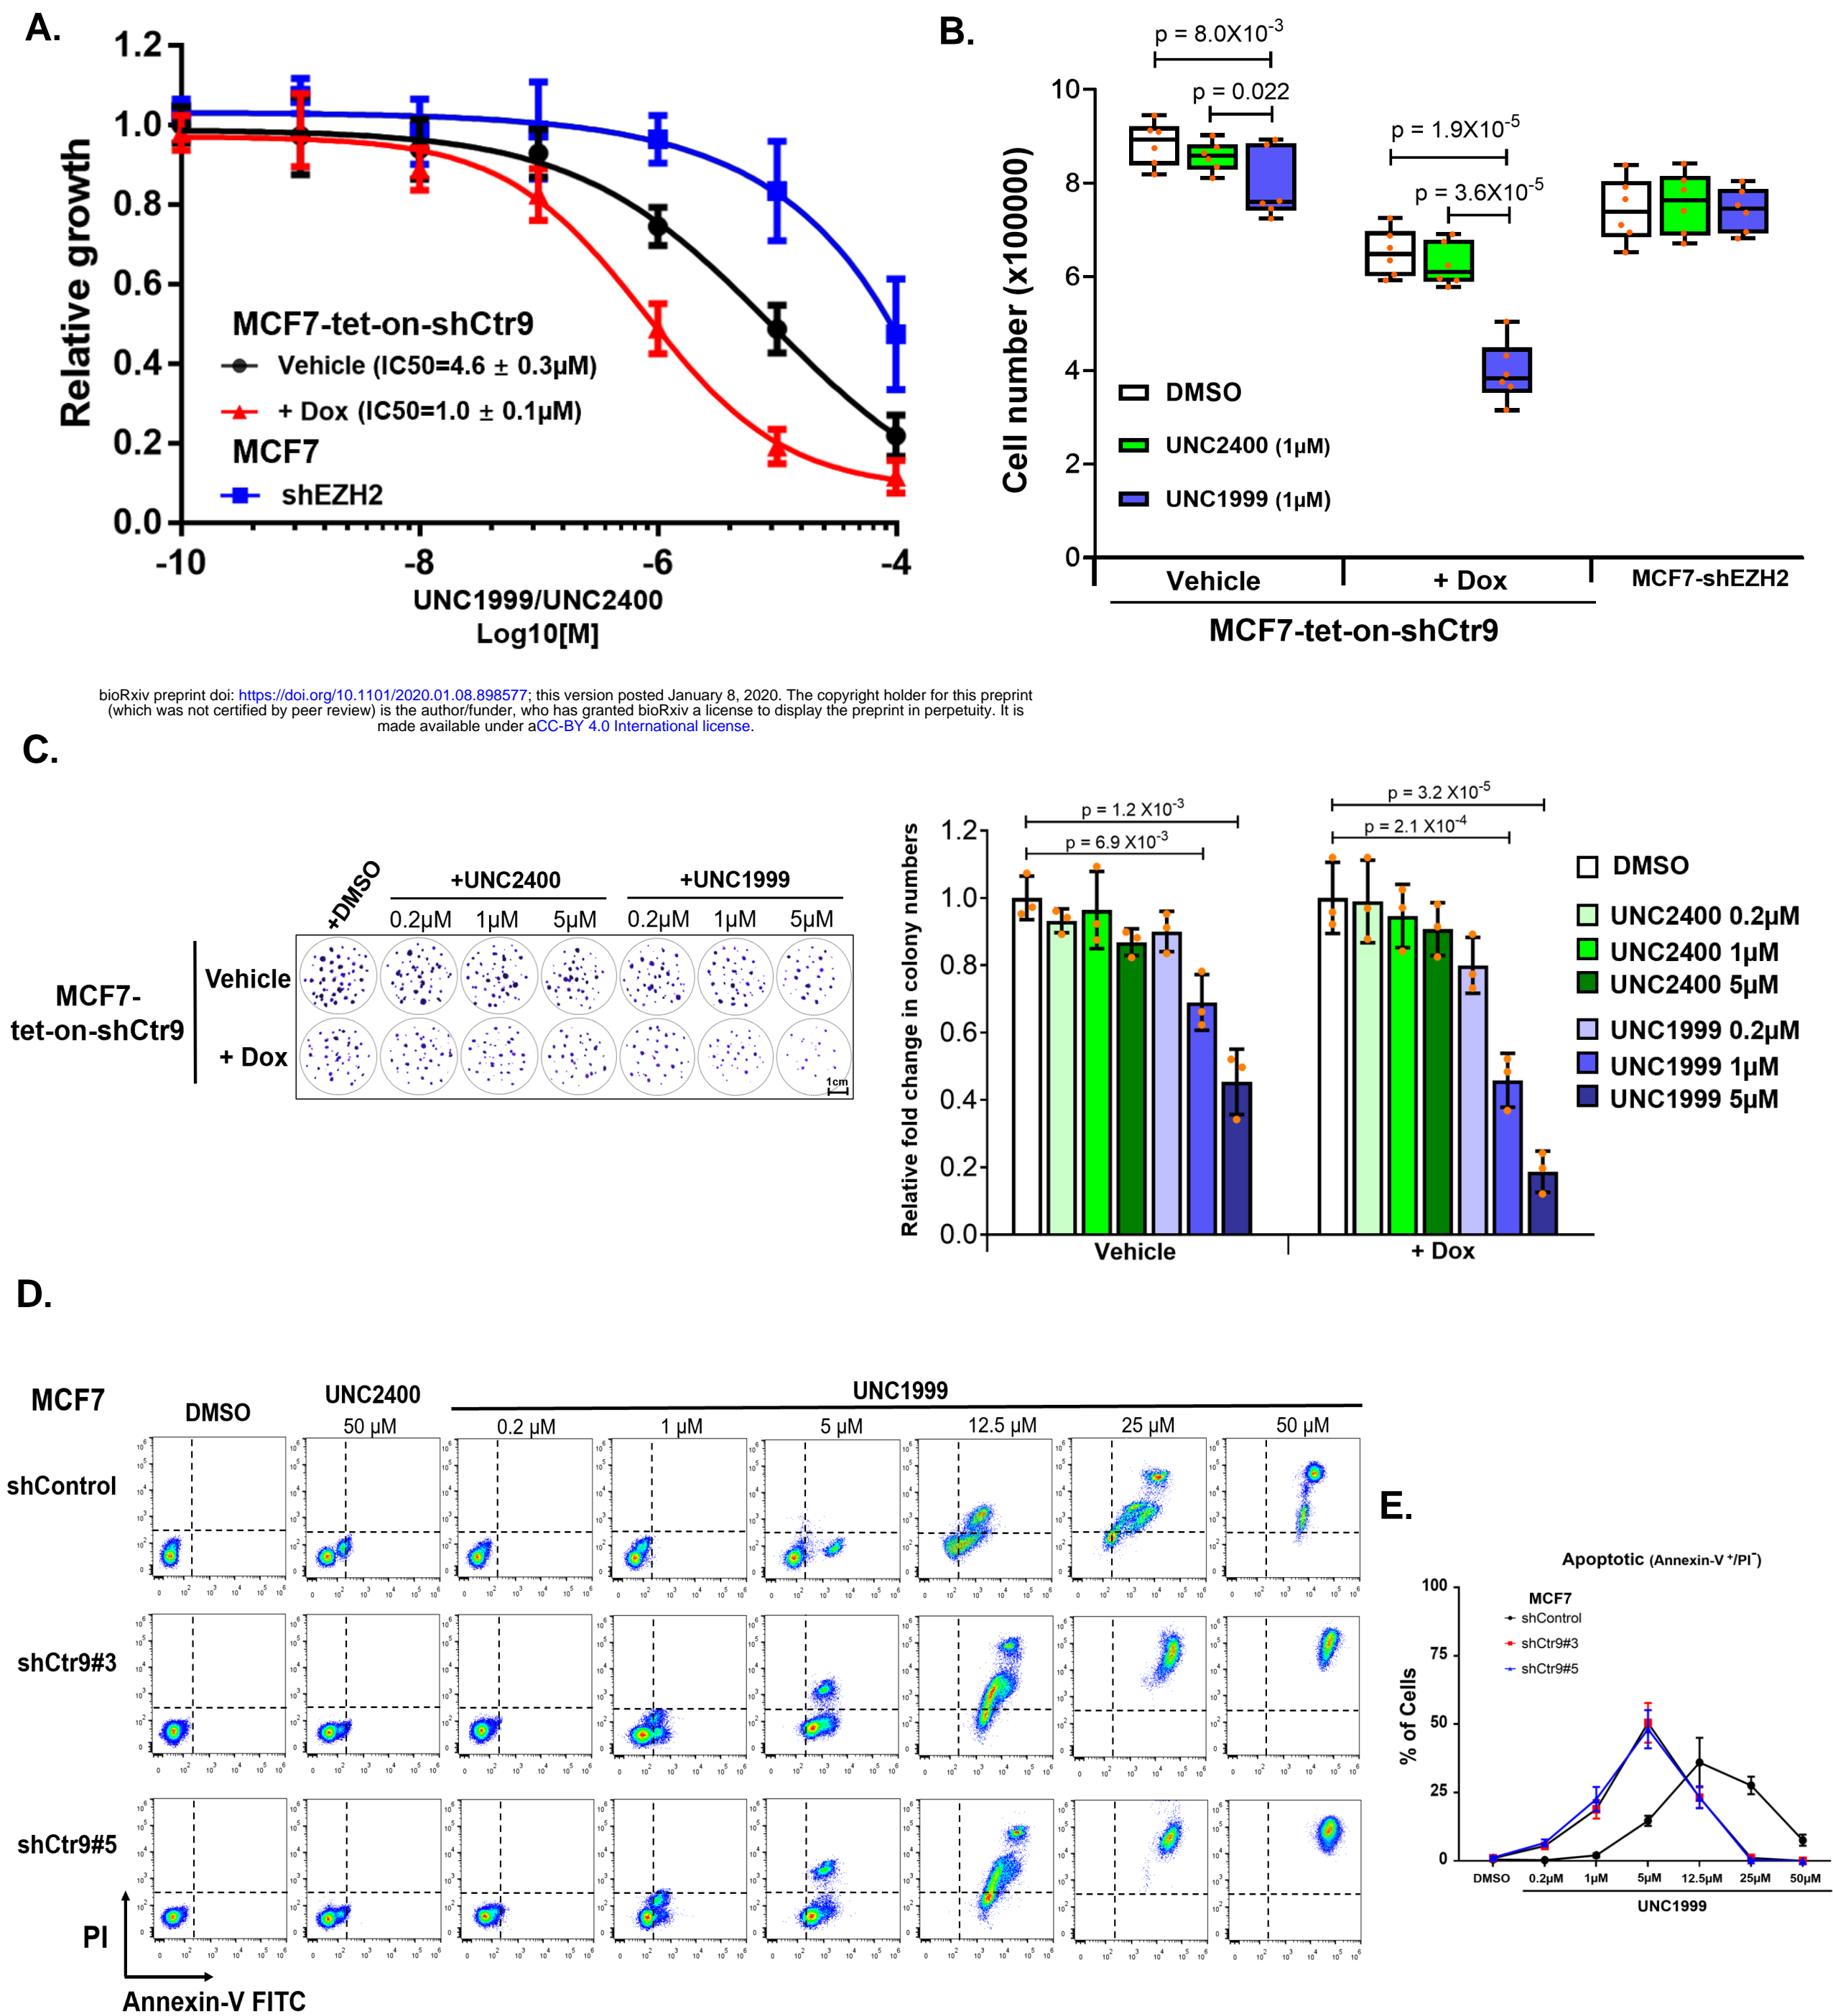 A.
1.2
1.0
0.8
0.6
0.4
0.2
0.0
Relative growth
MCF7-tet-on-shCtr9
Vehicle (IC50=4.6 ± 0.3µM)
+ Dox (IC50=1.0 ± 0.1µM)
MCF7
shEZH2
-10 -8 -6 -4
UNC1999/UNC2400
Log10[M]
B.
p = 8.0X10-3
p = 0.022
p = 1.9X10-5
p = 3.6X10-5
10
8
6
4
2
0
Cell number (x100000)
DMSO
UNC2400 (1µM)
UNC1999 (1µM)
Vehicle + Dox MCF7-shEZH2
MCF7-tet-on-shCtr9
bioRxiv preprint doi: https://doi.org/10.1101/2020.01.08.898577; this version posted January 8, 2020. The copyright holder for this preprint
(which was not certified by peer review) is the author/funder, who has granted bioRxiv a license to display the preprint in perpetuity. It is
made available under aCC-BY 4.0 International license.
C.
+DMSO +UNC2400 +UNC1999
0.2µM 1µM 5µM 0.2µM 1µM 5µM
MCF7-
tet-on-shCtr9
Vehicle
+ Dox
1cm
p = 1.2 X10-3
p = 6.9 X10-3
p = 3.2 X10-5
p = 2.1 X10-4
1.2
1.0
0.8
0.6
0.4
0.2
0.0
Relative fold change in colony numbers
Vehicle + Dox
DMSO
UNC2400 0.2µM
UNC2400 1µM
UNC2400 5µM
UNC1999 0.2µM
UNC1999 1µM
UNC1999 5µM
D.
MCF7 DMSO UNC2400 UNC1999
50 µM 0.2 µM 1 µM 5 µM 12.5 µM 25 µM 50 µM
shControl
shCtr9#3
shCtr9#5
PI
Annexin-V FITC
E.
Apoptotic (Annexin-V+/PI-)
MCF7
shControl
shCtr9#3
shCtr9#5
100
75
50
25
0
% of Cells
DMSO 0.2µM 1µM 5µM 12.5µM 25µM 50µM
UNC1999